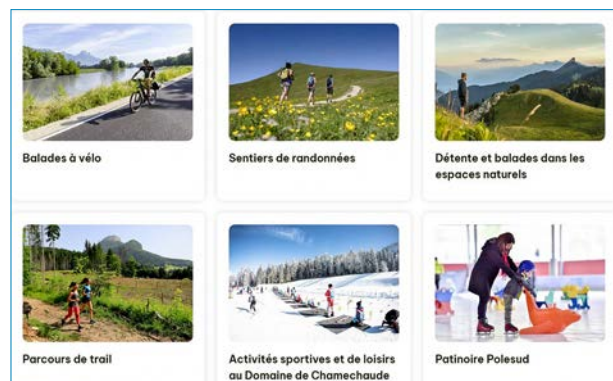 Balades à vélo
Sentiers de randonnées
Détente et balades dans les
espaces naturels
Parcours de trail
Activités sportives et de loisirs
au Domaine de Chamechaude
Patinoire Polesud